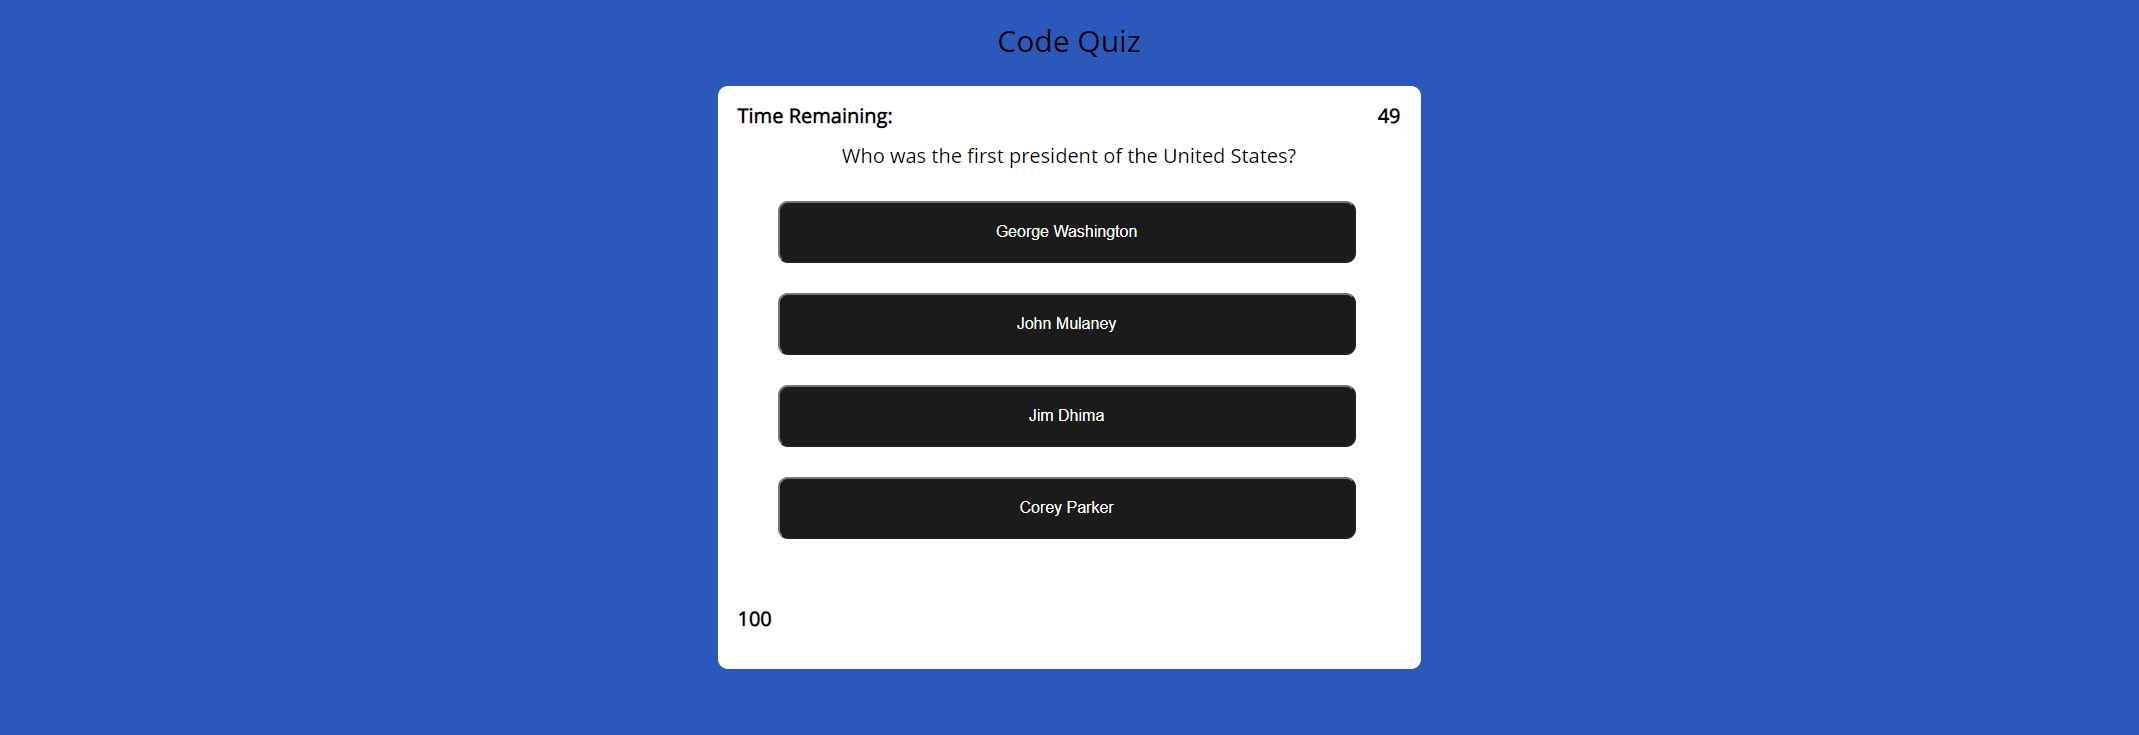 Code Quiz
Time Remaining: 49
Who was the first president of the United States?
George Washington
John Mulaney
Jim Dhima
Corey Parker
100